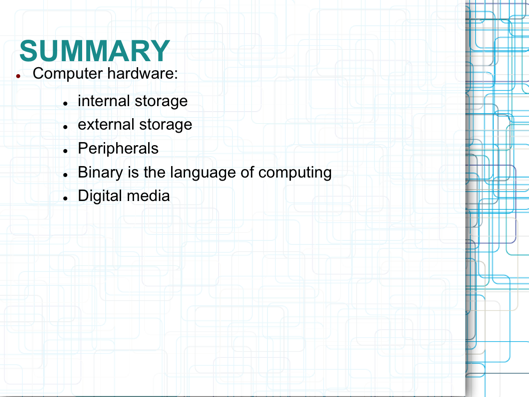 SUMMARY
Computer hardware:
internal storage
external storage
Peripherals
Binary is the language of computing
Digital media